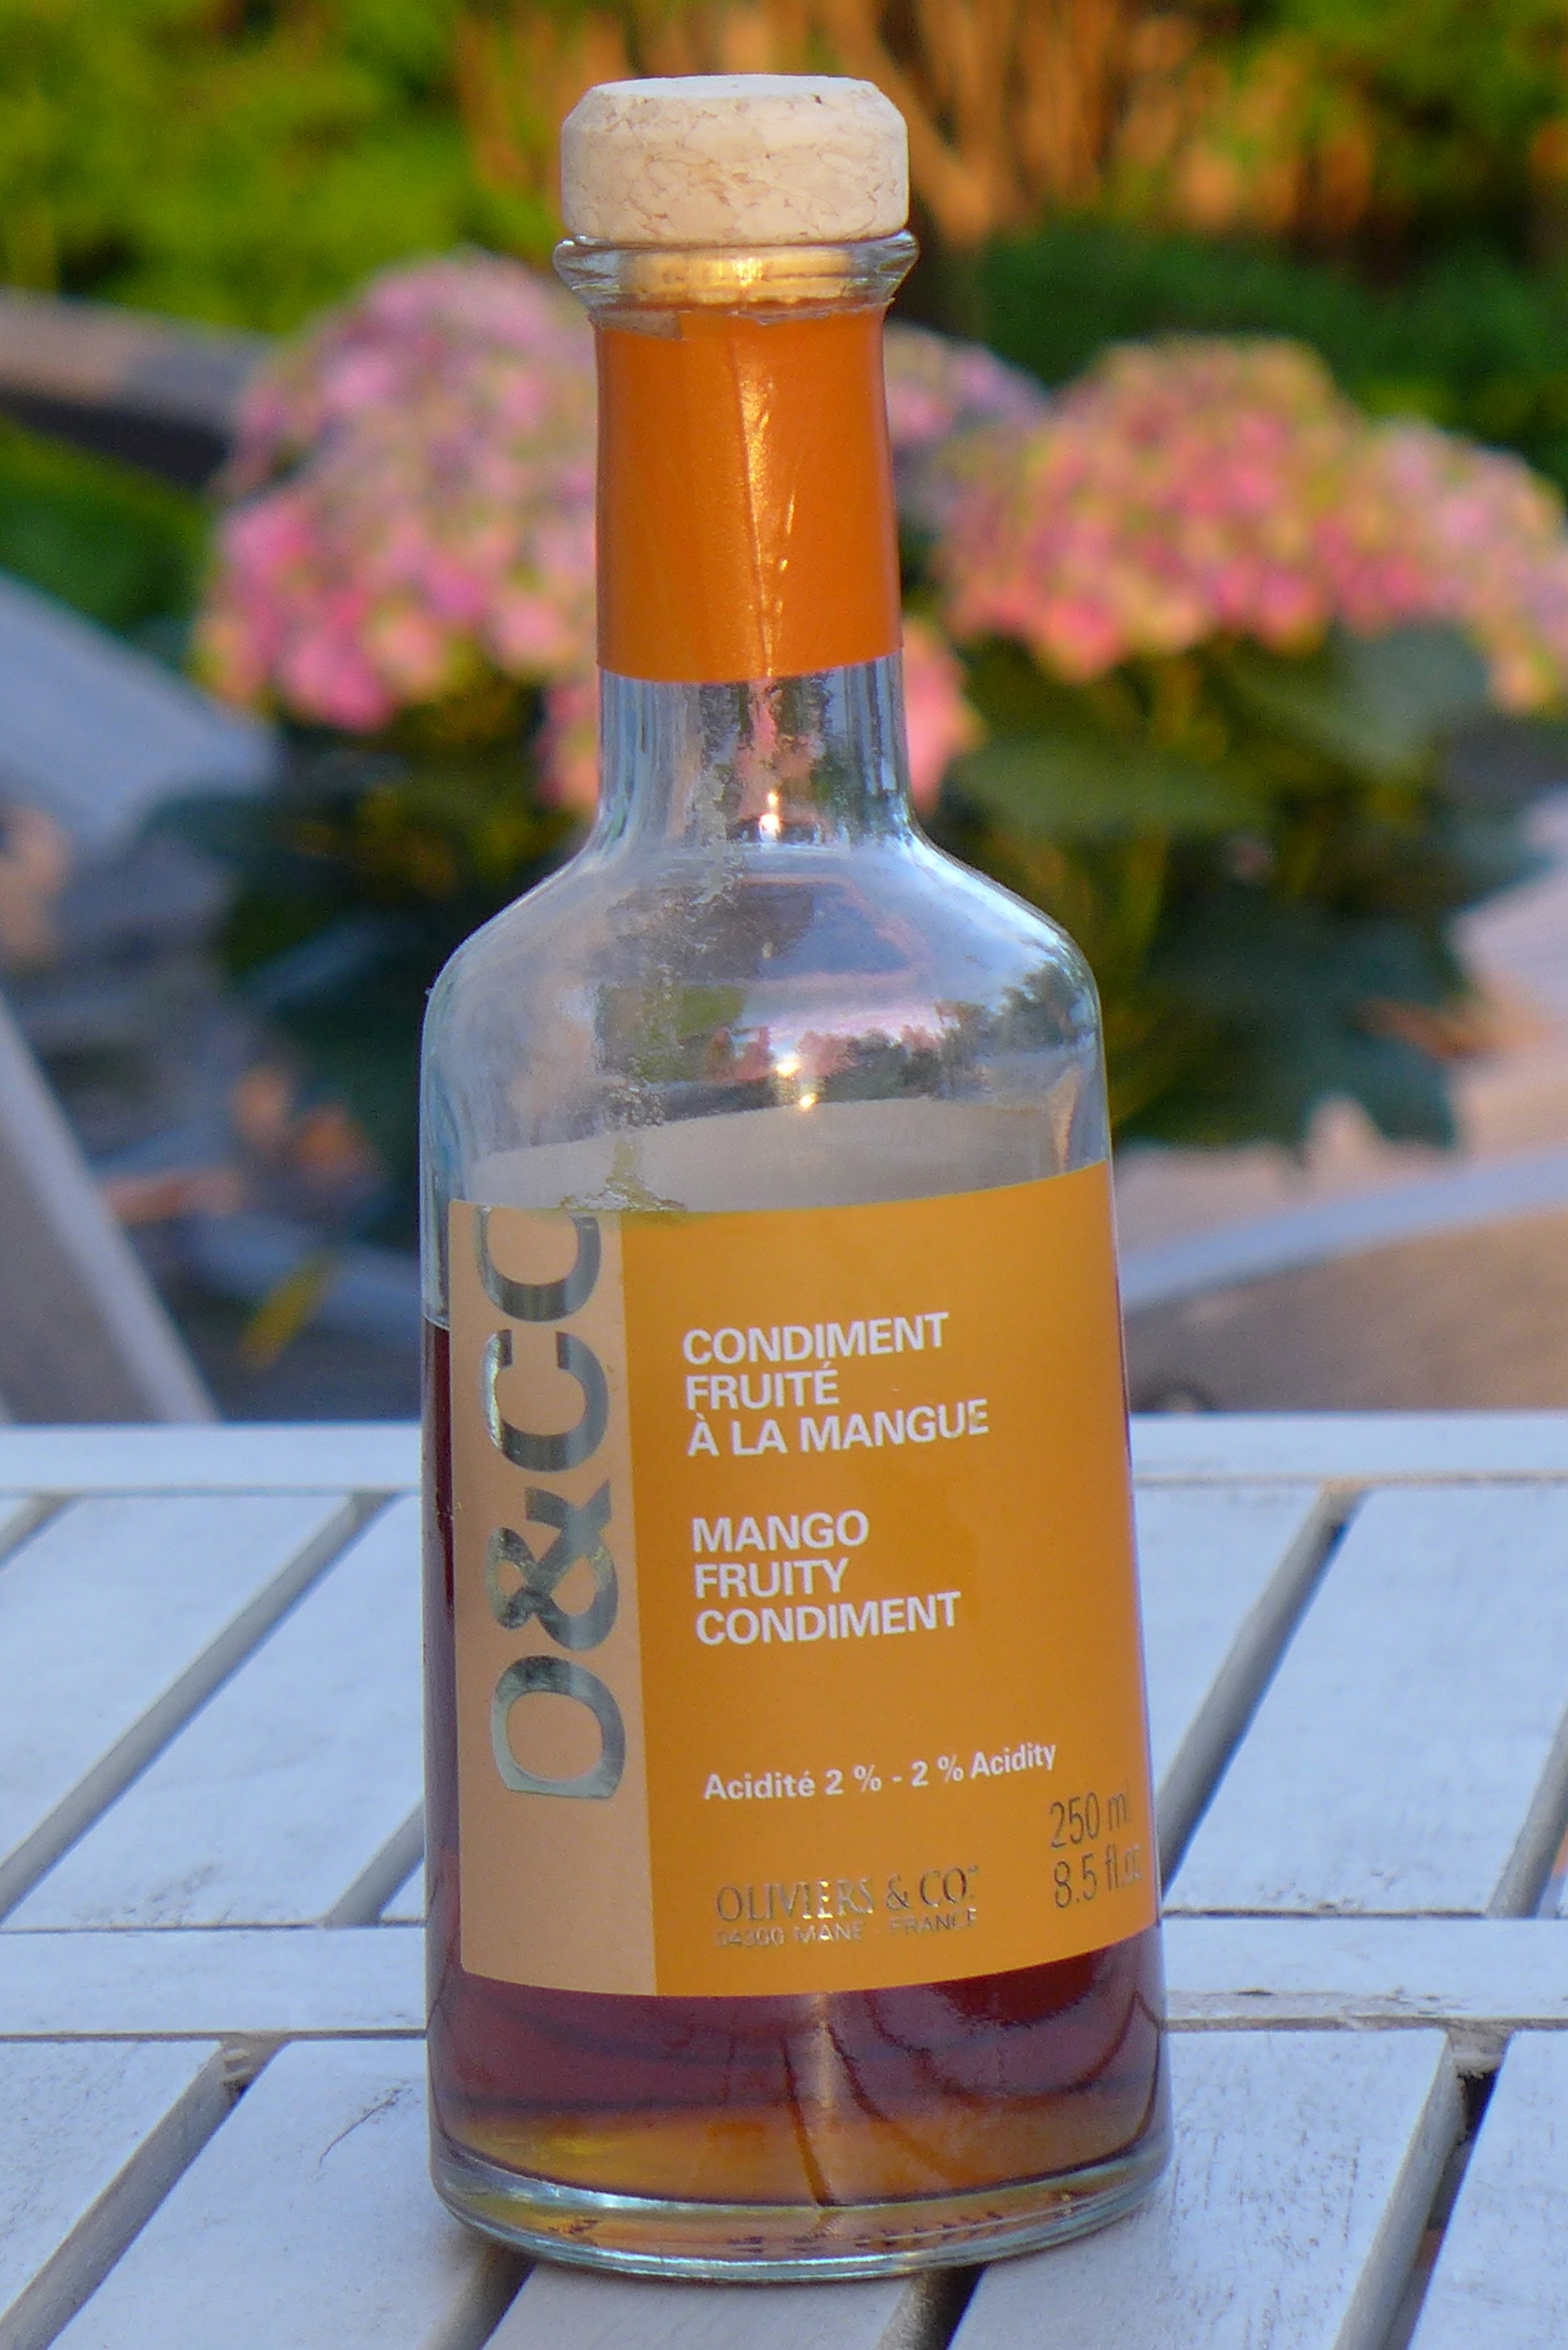 O&CO
CONDIMENT
FRUITÉ
À LA MANGUE
MANGO
FRUITY
CONDIMENT
Acidité 2 % - 2 % Acidity
250 ml
8.5 fl.oz
OLIVIERS & CO.
04300 MANE - FRANCE